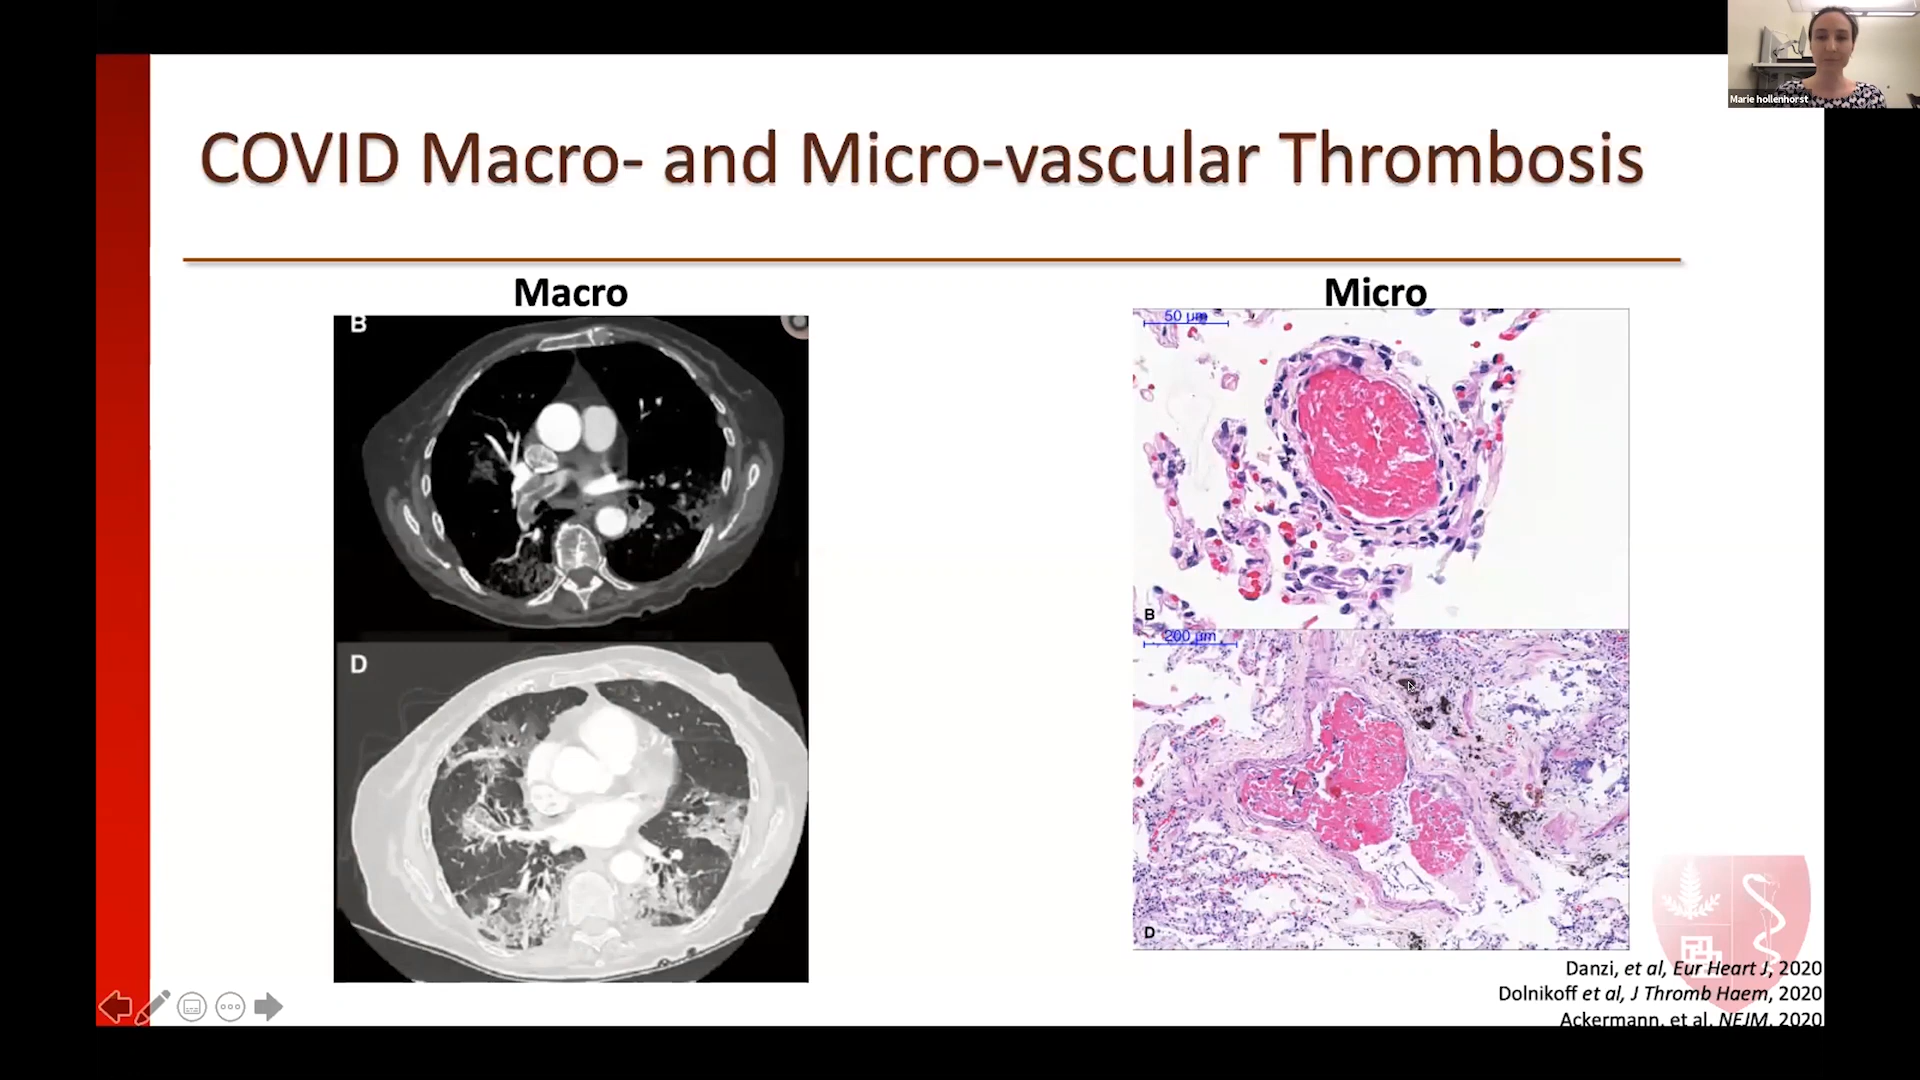 Marie hollenhorst
COVID Macro- and Micro-vascular Thrombosis
Macro
Micro
B
D
50 µm
B
200 µm
D
Danzi, et al, Eur Heart J, 2020
Dolnikoff et al, J Thromb Haem, 2020
Ackermann, et al, NEJM, 2020